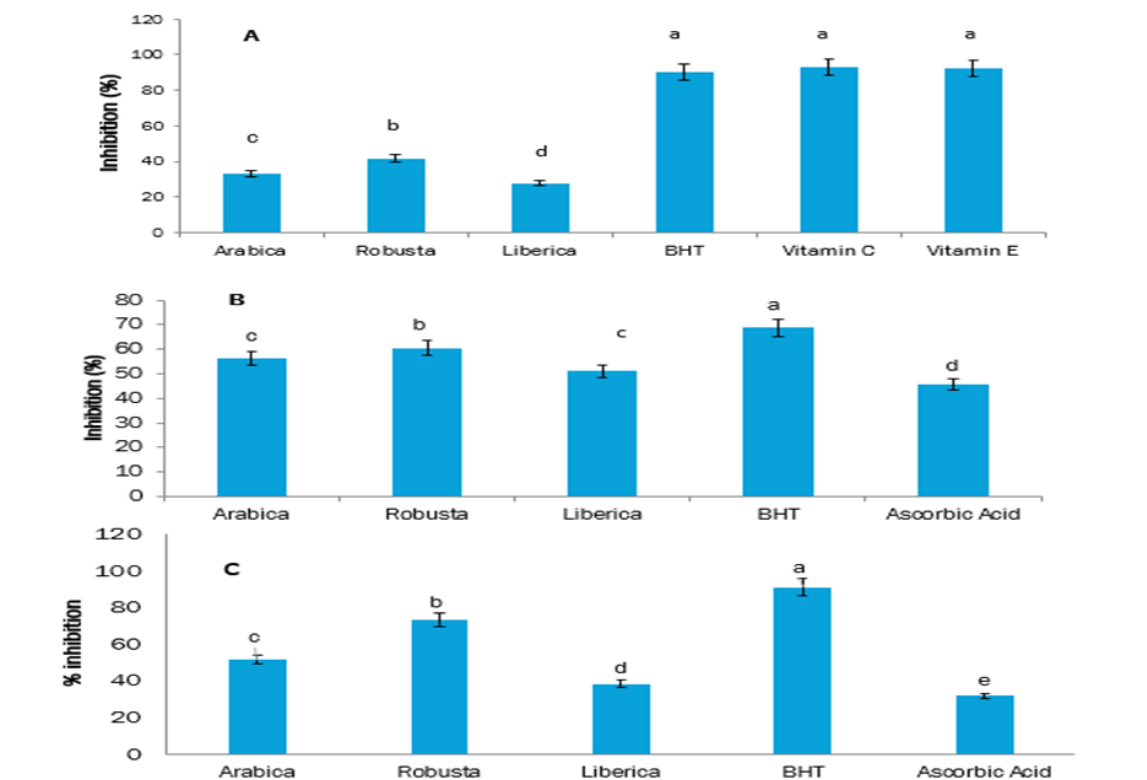 120
A
a a a
100
80
b
60
c
d
40
20
0
Inhibition (%)
Arabica Robusta Liberica BHT Vitamin C Vitamin E
80
B
a
70
b
c
c
60
d
50
40
30
20
10
0
Inhibition (%)
Arabica Robusta Liberica BHT Ascorbic Acid
120
100
C
a
80
b
60
c
d
e
40
20
0
% inhibition
Arabica Robusta Liberica BHT Ascorbic Acid